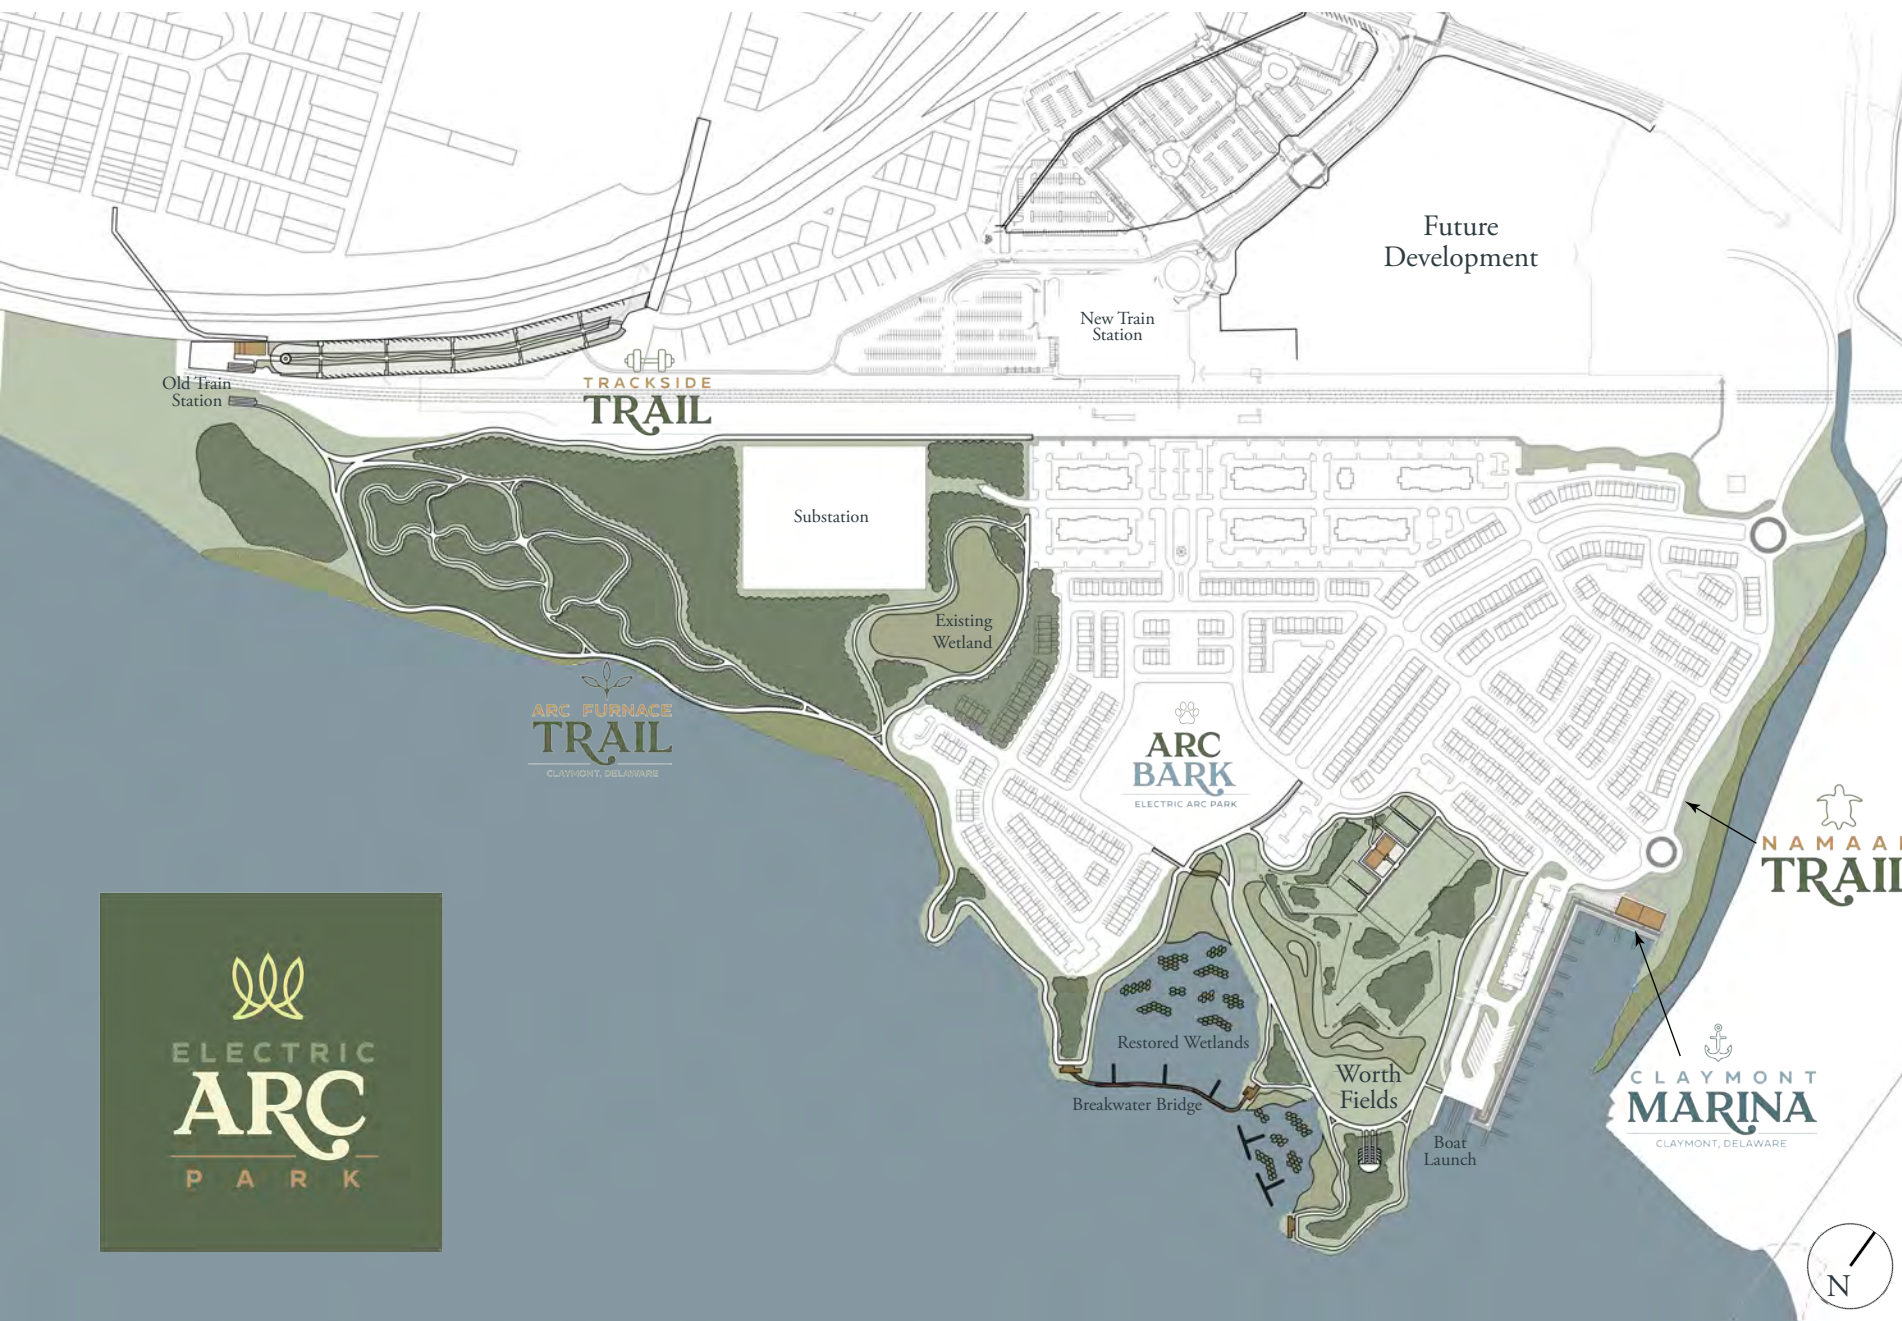 Future
Development
New Train
Station
Old Train
Station
TRACKSIDE
TRAIL
Substation
Existing
Wetland
ARC FURNACE
TRAIL
CLAYMONT, DELAWARE
ARC
BARK
ELECTRIC ARC PARK
NAMAA
TRAIL
ELECTRIC
ARC
PARK
Restored Wetlands
Breakwater Bridge
Worth
Fields
Boat
Launch
CLAYMONT
MARINA
CLAYMONT, DELAWARE
N